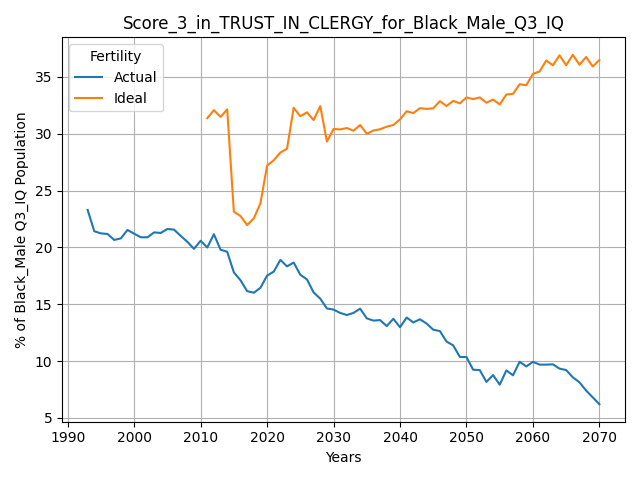 Score_3_in_TRUST_IN_CLERGY_for_Black_Male_Q3_IQ
Fertility
Actual
Ideal
% of Black_Male Q3_IQ Population
35
30
25
20
15
10
5
1990 2000 2010 2020 2030 2040 2050 2060 2070
Years